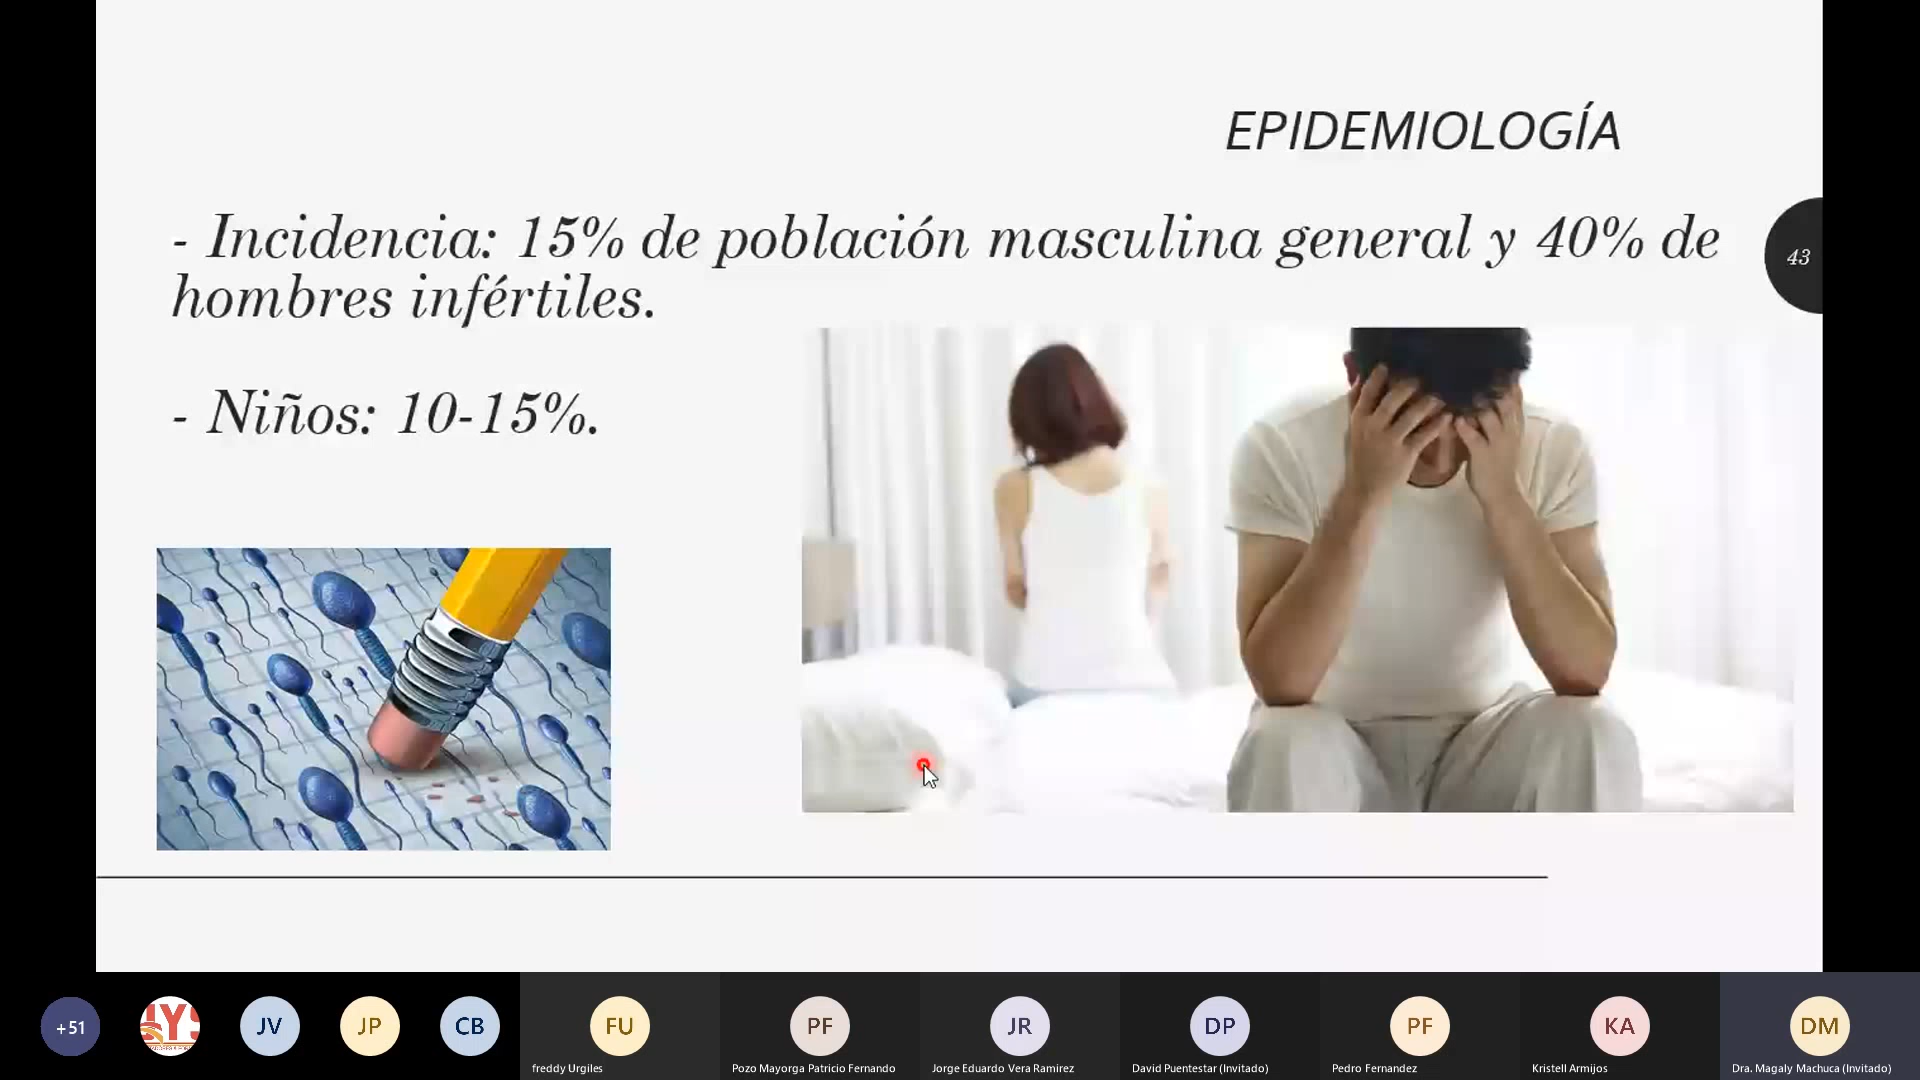 EPIDEMIOLOGÍA
- Incidencia: 15% de población masculina general y 40% de
hombres infértiles.
43
- Niños: 10-15%.
+51
JV
JP
CB
FU
freddy Urgiles
PF
Pozo Mayorga Patricio Fernando
JR
Jorge Eduardo Vera Ramirez
DP
David Puentestar (Invitado)
PF
Pedro Fernandez
KA
Kristell Armijos
DM
Dra. Magaly Machuca (Invitado)